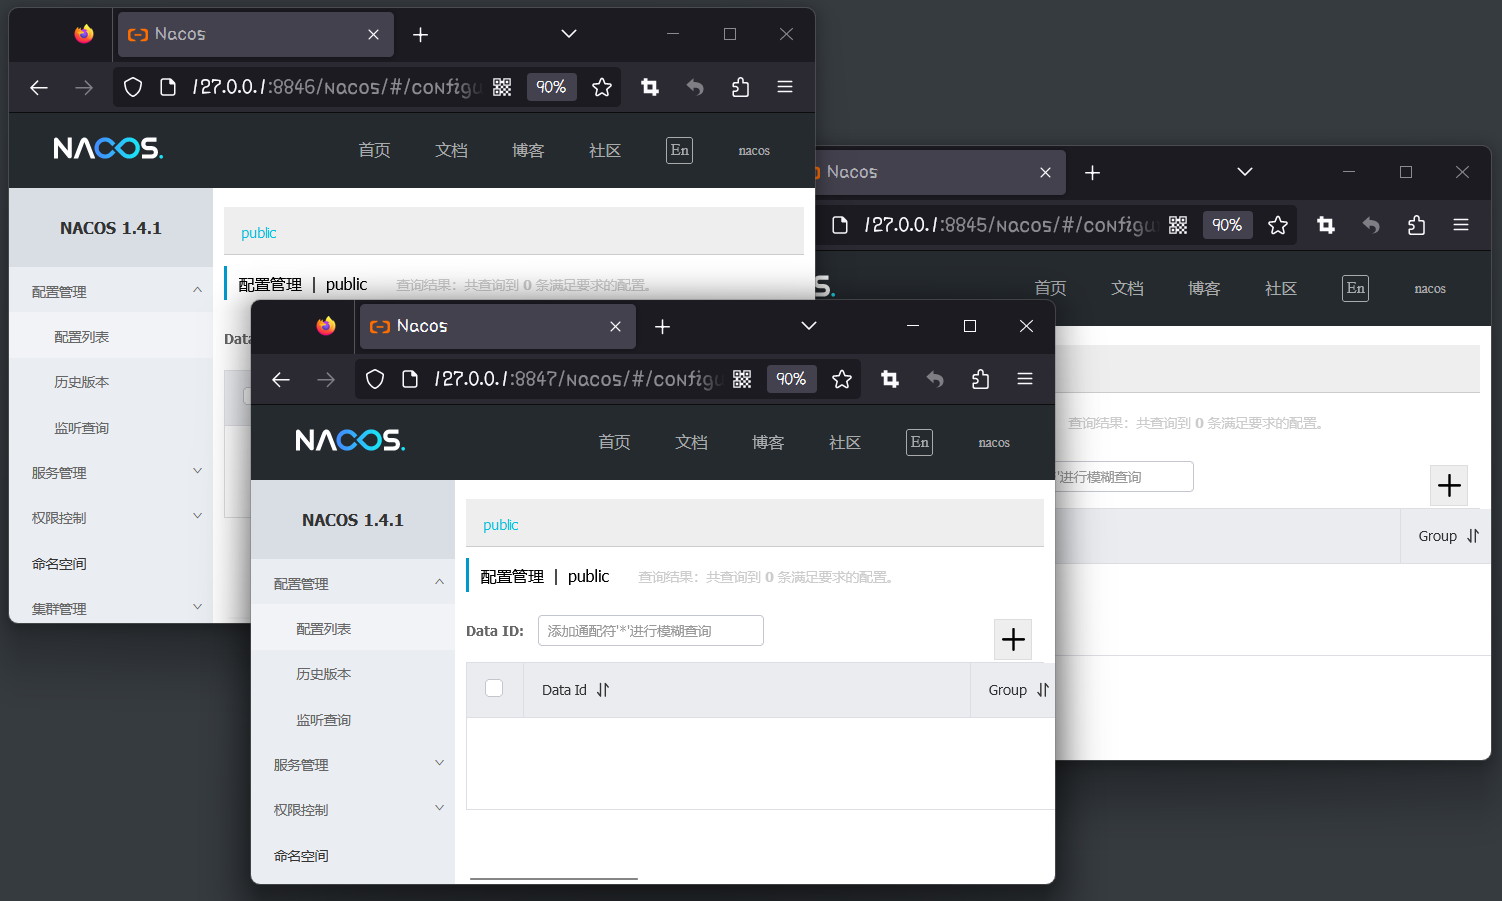 Nacos
127.0.0.1:8846/nacos/#/configu
90%
NACOS.
首页 文档 博客 社区 En nacos
NACOS 1.4.1
配置管理
配置列表
历史版本
监听查询
服务管理
权限控制
命名空间
集群管理
public
配置管理 | public 查询结果：共查询到 0 条满足要求的配置。
Nacos
127.0.0.1:8845/nacos/#/configu
90%
S.
首页 文档 博客 社区 En nacos
查询结果：共查询到 0 条满足要求的配置。
'进行模糊查询
Group
Nacos
127.0.0.1:8847/nacos/#/configu
90%
NACOS.
首页 文档 博客 社区 En nacos
NACOS 1.4.1
配置管理
配置列表
历史版本
监听查询
服务管理
权限控制
命名空间
public
配置管理 | public 查询结果：共查询到 0 条满足要求的配置。
Data ID: 添加通配符'*'进行模糊查询
Data Id Group